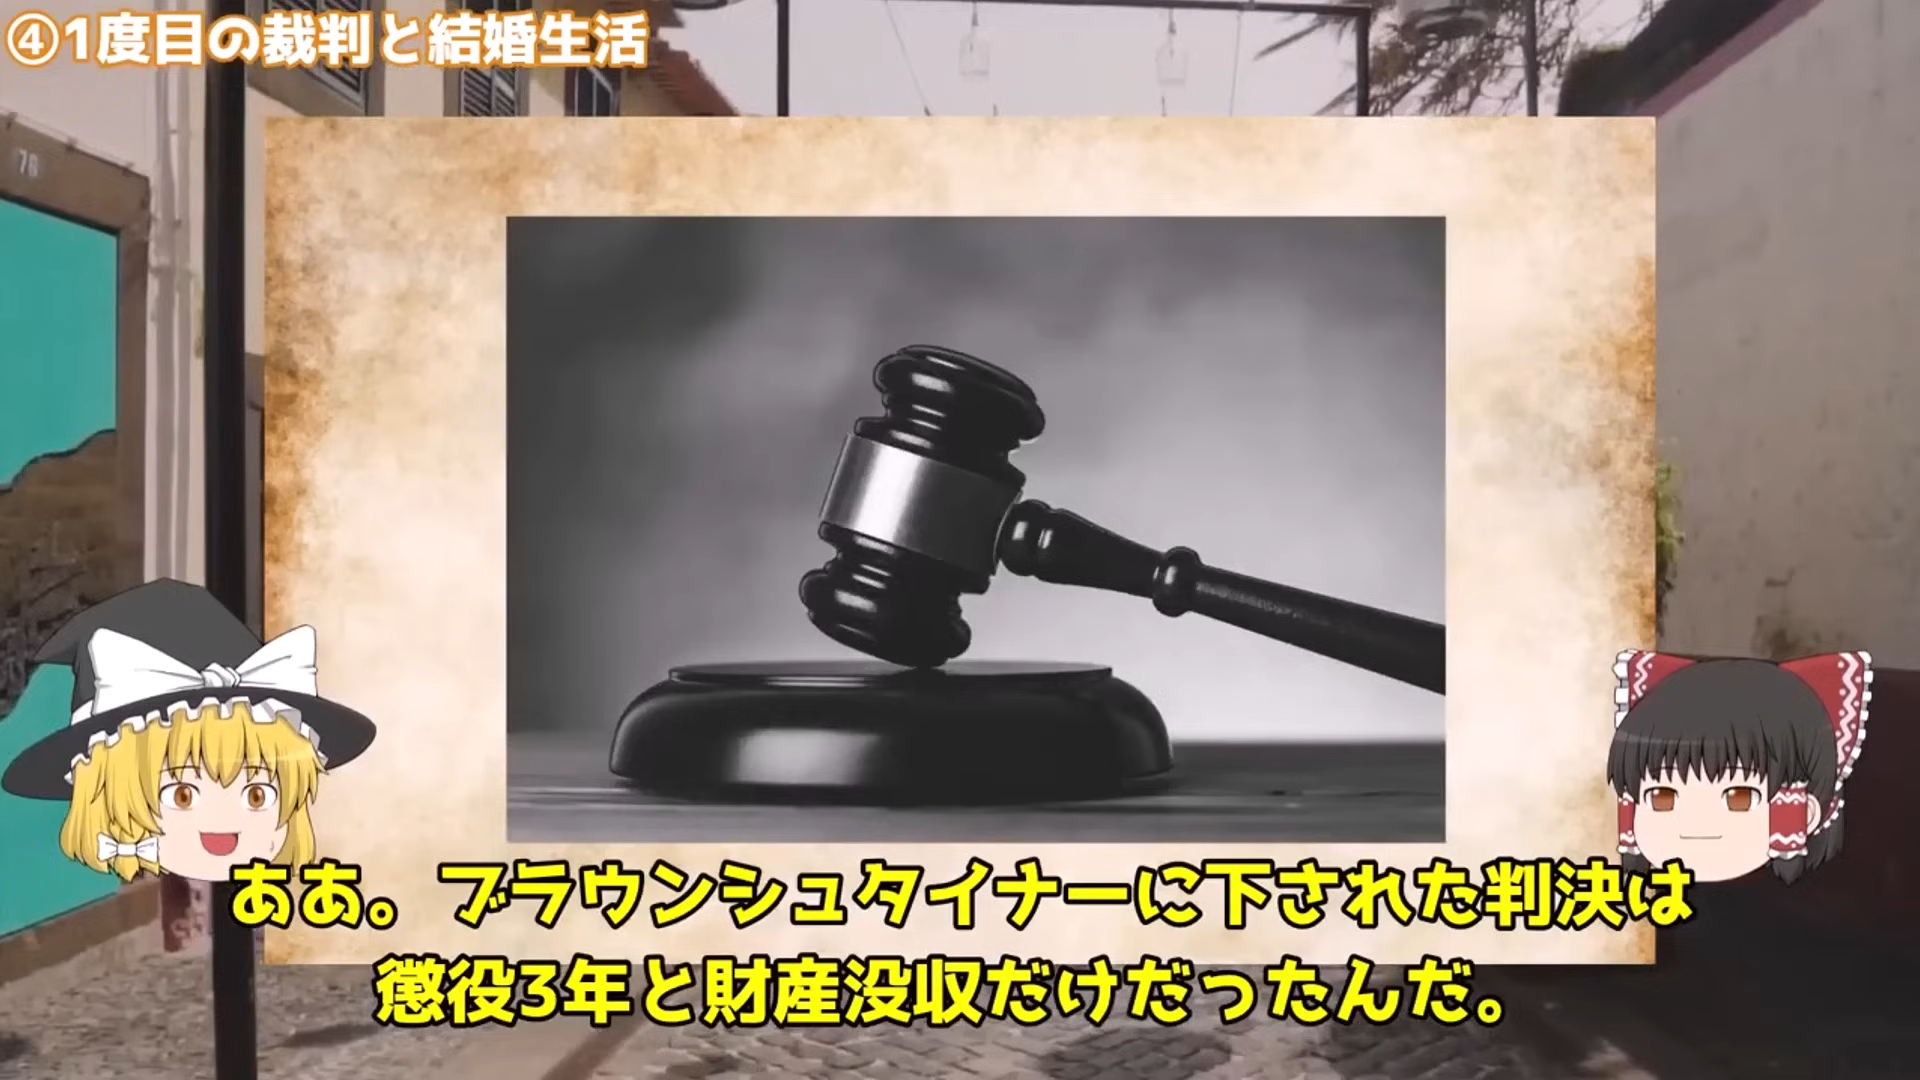 ④1度目の裁判と結婚生活
76
ああ。ブラウンシュタイナーに下された判決は
懲役3年と財産没収だけだったんだ。